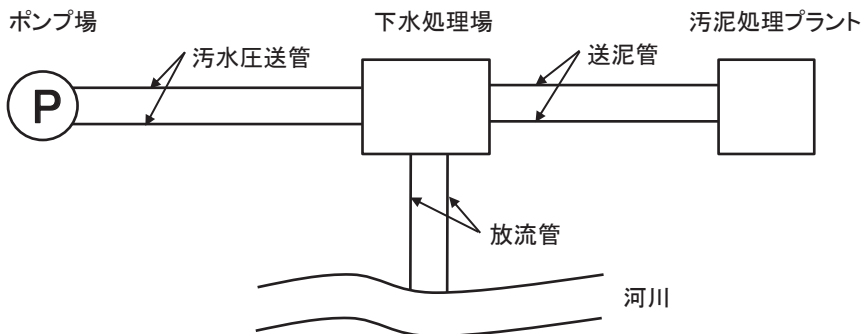 ポンプ場
下水処理場
汚泥処理プラント
汚水圧送管
送泥管
P
放流管
河川